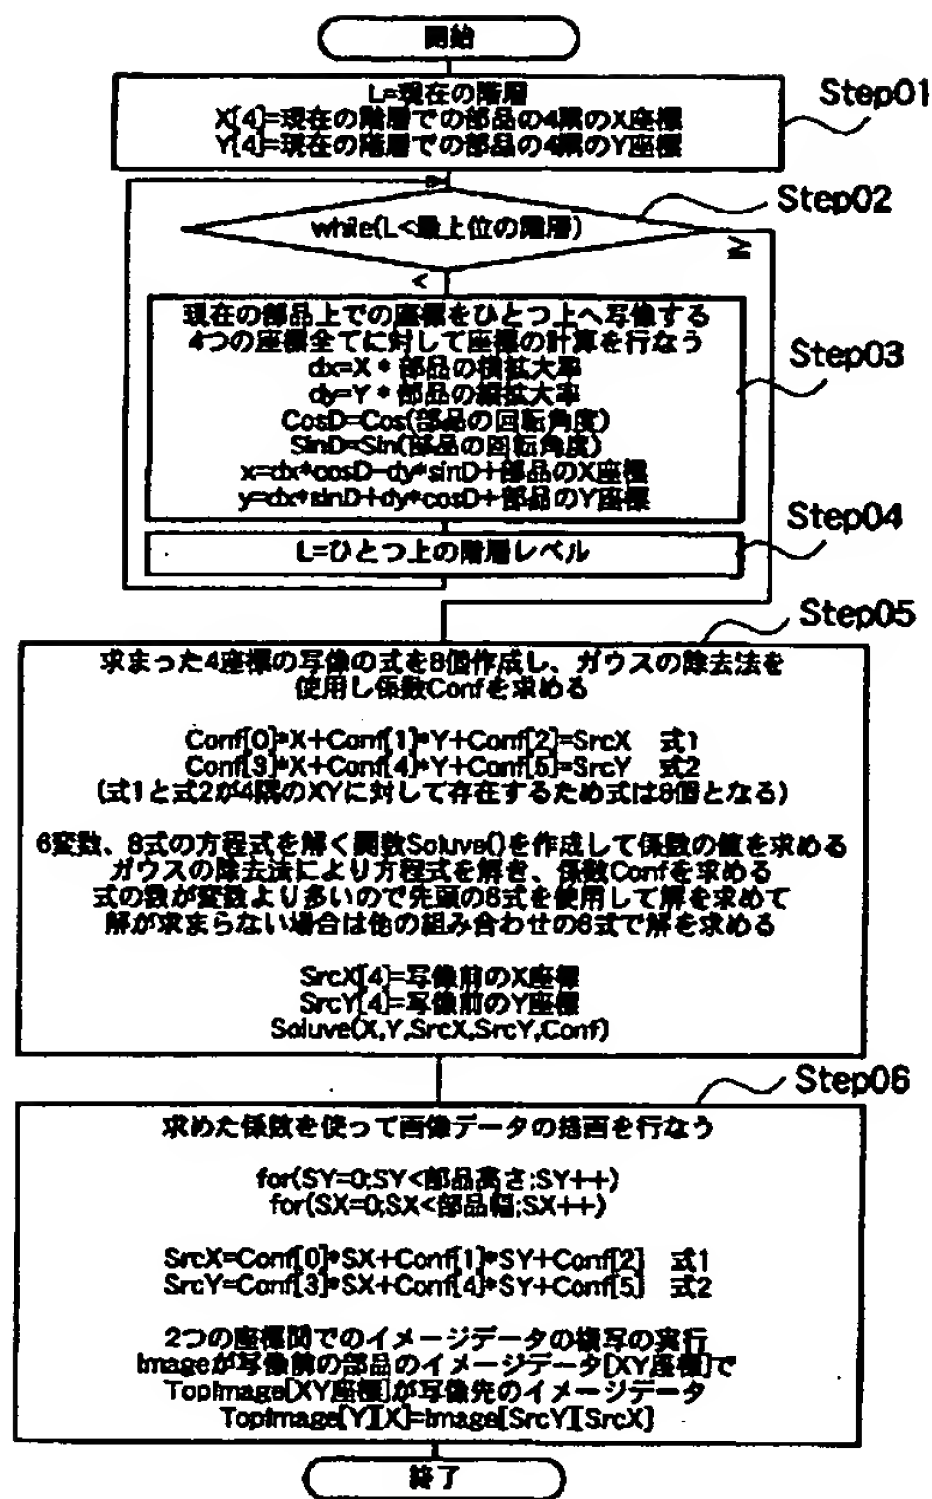 開始
Step01
L=現在の階層
X[4]=現在の階層での部品の4隅のX座標
Y[4]=現在の階層での部品の4隅のY座標
Step02
while(L<最上位の階層)
≧
<
Step03
現在の部品上での座標をひとつ上へ写像する
4つの座標全てに対して座標の計算を行なう
dx=X * 部品の横拡大率
dy=Y * 部品の縦拡大率
CosD=Cos(部品の回転角度)
SinD=Sin(部品の回転角度)
x=dx*cosD-dy*sinD+部品のX座標
y=dx*sinD+dy*cosD+部品のY座標
Step04
L=ひとつ上の階層レベル
Step05
求まった4座標の写像の式を8個作成し、ガウスの除去法を
使用し係数Confを求める
Conf[0]*X+Conf[1]*Y+Conf[2]=SrcX 式1
Conf[3]*X+Conf[4]*Y+Conf[5]=SrcY 式2
(式1と式2が4隅のXYに対して存在するため式は8個となる)
6変数、8式の方程式を解く関数Soluve()を作成して係数の値を求める
ガウスの除去法により方程式を解き、係数Confを求める
式の数が変数より多いので先頭の6式を使用して解を求めて
解が求まらない場合は他の組み合わせの6式で解を求める
SrcX[4]=写像前のX座標
SrcY[4]=写像前のY座標
Soluve(X,Y,SrcX,SrcY,Conf)
Step06
求めた係数を使って画像データの描画を行なう
for(SY=0;SY<部品高さ;SY++)
for(SX=0;SX<部品幅;SX++)
SrcX=Conf[0]*SX+Conf[1]*SY+Conf[2] 式1
SrcY=Conf[3]*SX+Conf[4]*SY+Conf[5] 式2
2つの座標間でのイメージデータの複写の実行
Imageが写像前の部品のイメージデータ[XY座標]で
TopImage[XY座標]が写像先のイメージデータ
TopImage[Y][X]=Image[SrcY][SrcX]
終了